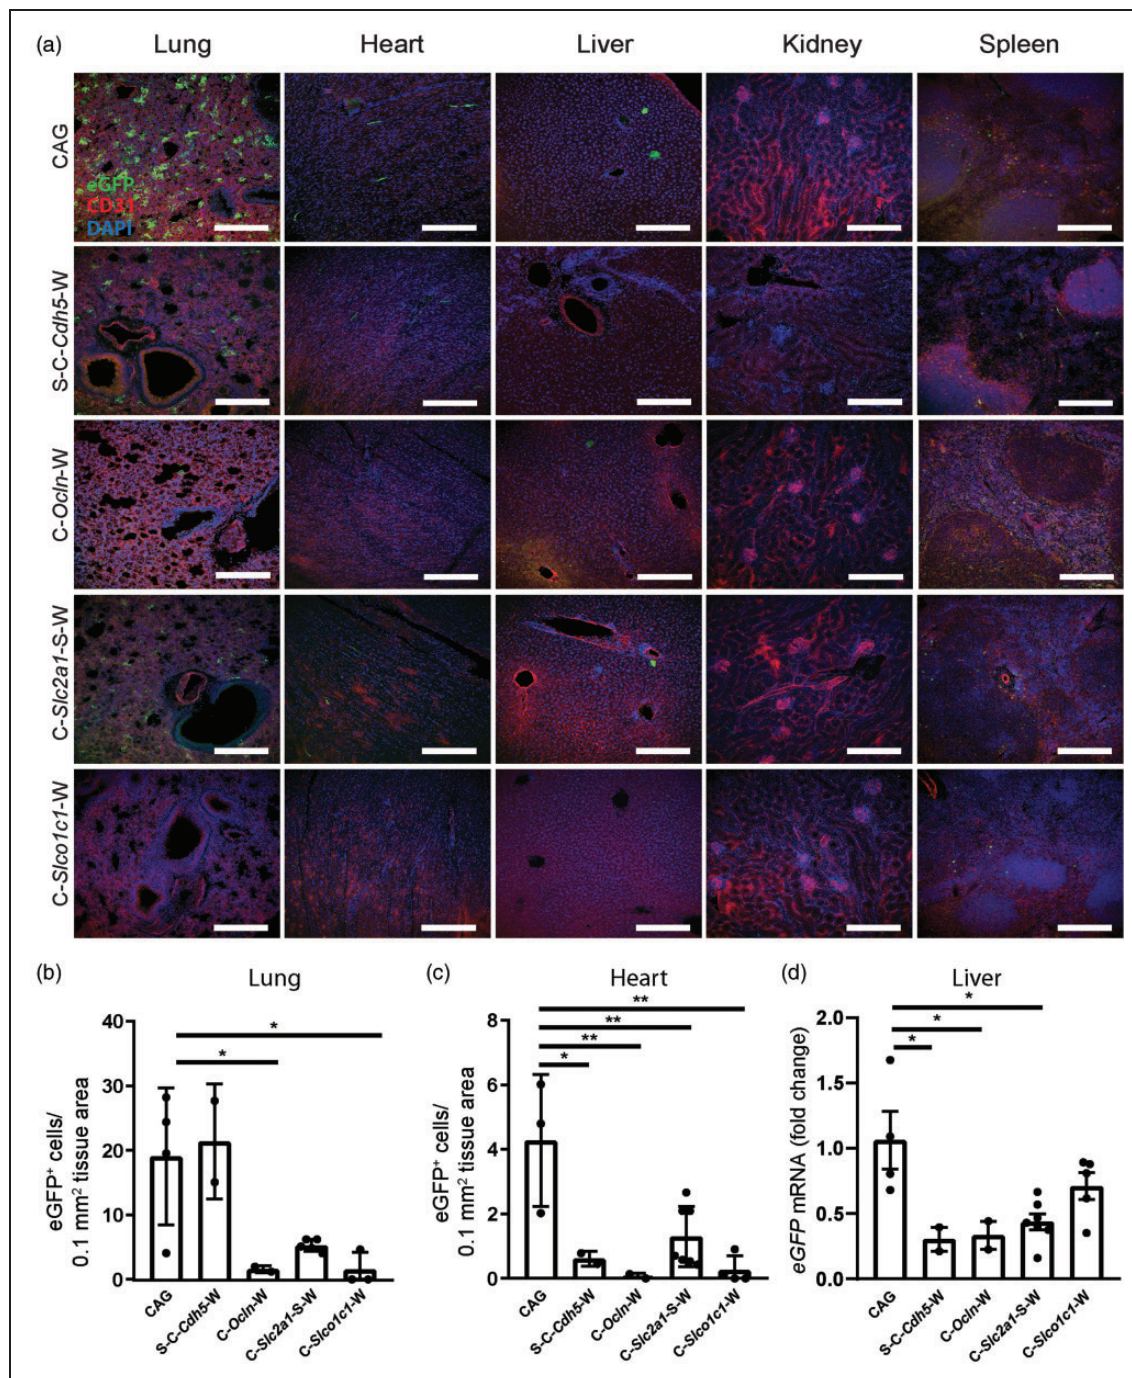 (a) Lung Heart Liver Kidney Spleen
CAG
eGFP
CD31
DAPI
S-C-Cdh5-W
C-Ocln-W
C-Slc2a1-S-W
C-Slco1c1-W
(b) Lung
*
*
40
30
20
10
0
eGFP⁺ cells/
0.1 mm² tissue area
CAG
S-C-Cdh5-W
C-Ocln-W
C-Slc2a1-S-W
C-Slco1c1-W
(c) Heart
**
**
**
*
8
6
4
2
0
eGFP⁺ cells/
0.1 mm² tissue area
CAG
S-C-Cdh5-W
C-Ocln-W
C-Slc2a1-S-W
C-Slco1c1-W
(d) Liver
*
*
*
2.0
1.5
1.0
0.5
0.0
eGFP mRNA (fold change)
CAG
S-C-Cdh5-W
C-Ocln-W
C-Slc2a1-S-W
C-Slco1c1-W